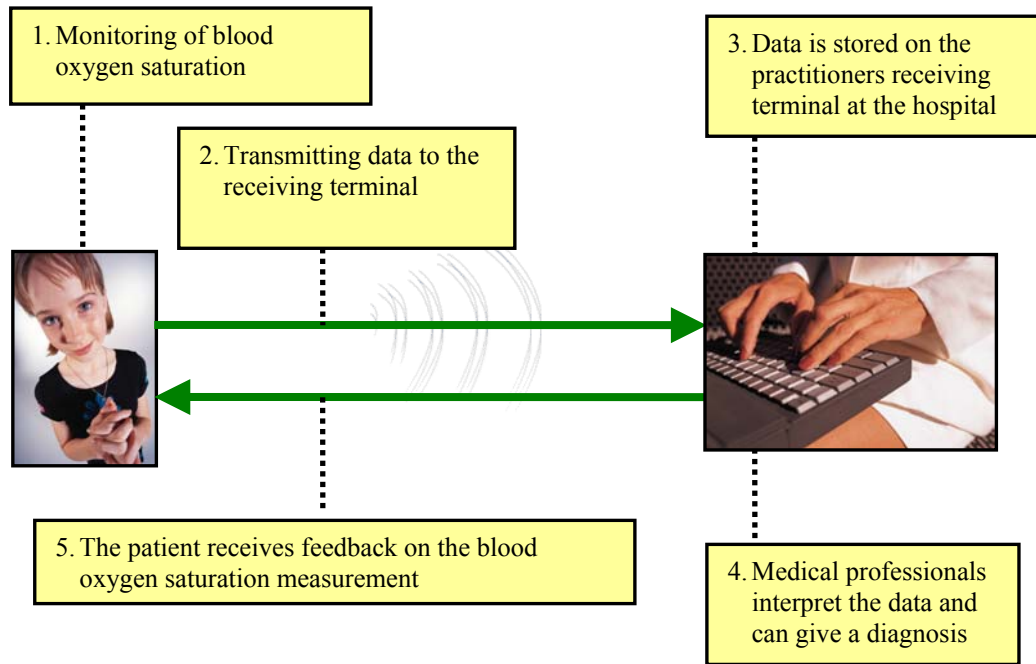 1. Monitoring of blood
oxygen saturation
2. Transmitting data to the
receiving terminal
3. Data is stored on the
practitioners receiving
terminal at the hospital
4. Medical professionals
interpret the data and
can give a diagnosis
5. The patient receives feedback on the blood
oxygen saturation measurement